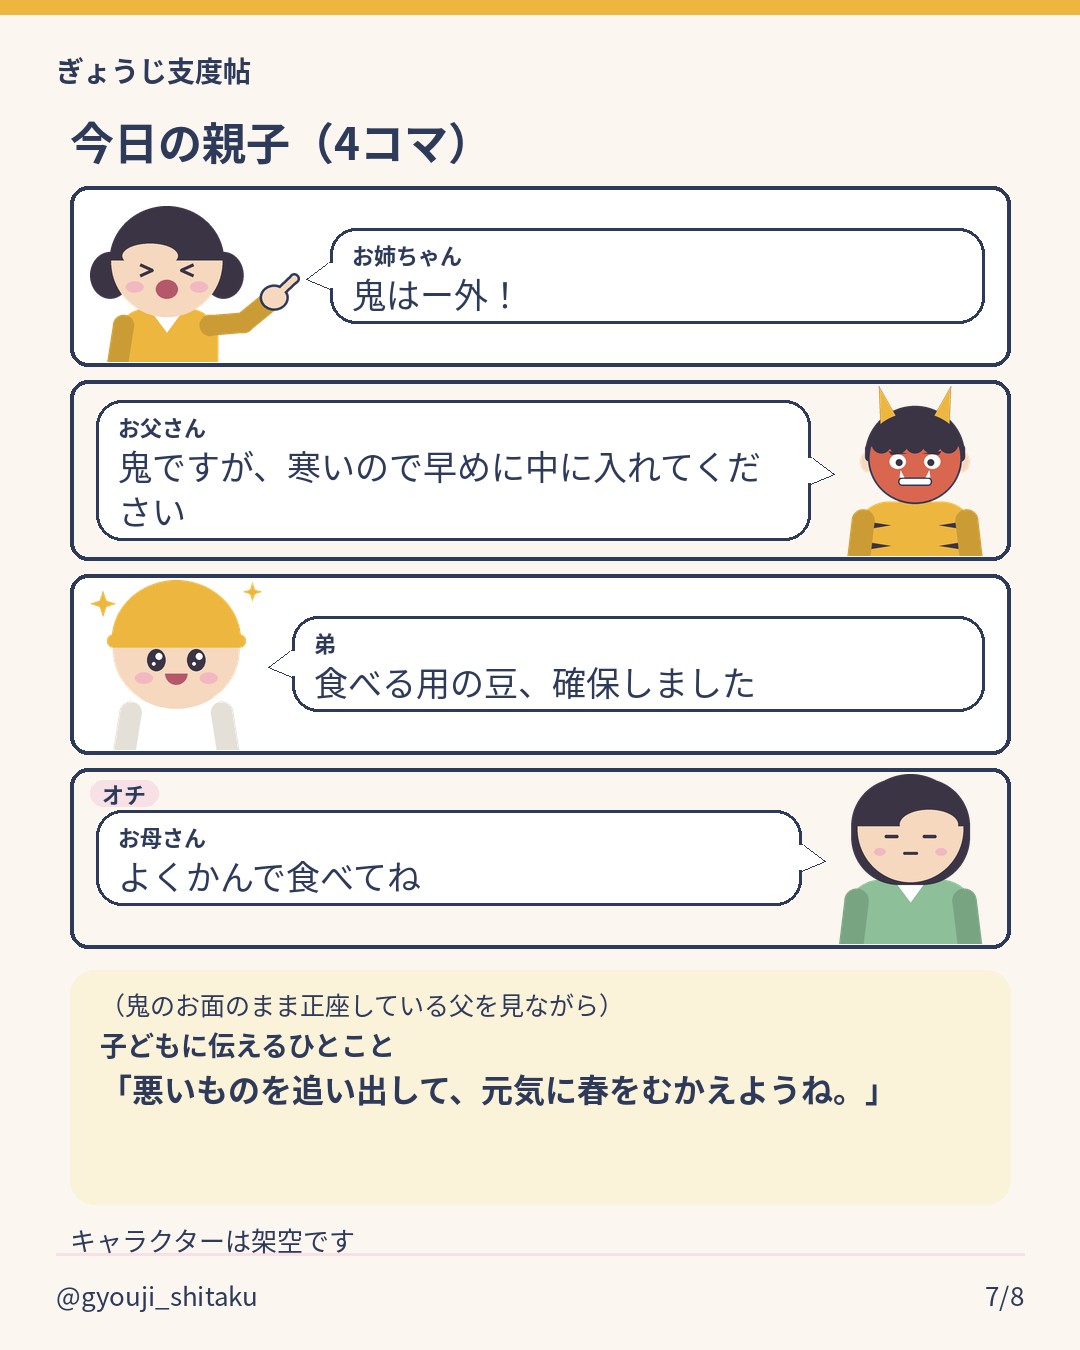 ぎょうじ支度帖
今日の親子（4コマ）
お姉ちゃん
鬼はー外！
お父さん
鬼ですが、寒いので早めに中に入れてくだ
さい
弟
食べる用の豆、確保しました
オチ
お母さん
よくかんで食べてね
（鬼のお面のまま正座している父を見ながら）
子どもに伝えるひとこと
「悪いものを追い出して、元気に春をむかえようね。」
キャラクターは架空です
@gyouji_shitaku
7/8